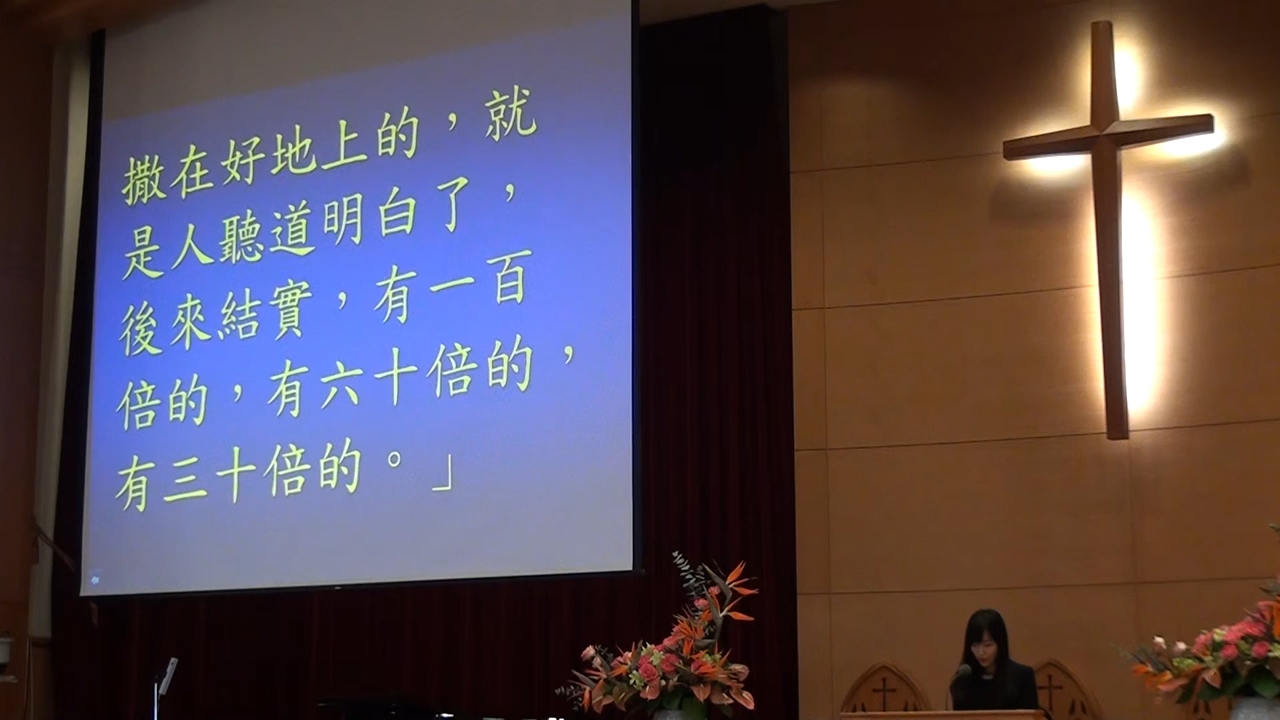 撒在好地上的，就
是人聽道明白了，
後來結實，有一百
倍的，有六十倍的，
有三十倍的。」